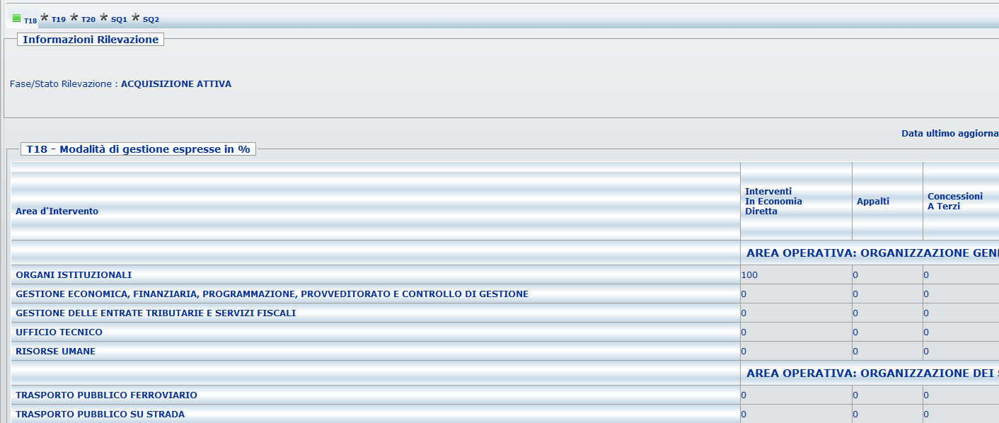 T18 T19 T20 SQ1 SQ2
Informazioni Rilevazione
Fase/Stato Rilevazione : ACQUISIZIONE ATTIVA
Data ultimo aggiorna
T18 - Modalità di gestione espresse in %
Area d'Intervento
Interventi
In Economia
Diretta
Appalti
Concessioni
A Terzi
AREA OPERATIVA: ORGANIZZAZIONE GEN
ORGANI ISTITUZIONALI 100 0 0
GESTIONE ECONOMICA, FINANZIARIA, PROGRAMMAZIONE, PROVVEDITORATO E CONTROLLO DI GESTIONE 0 0 0
GESTIONE DELLE ENTRATE TRIBUTARIE E SERVIZI FISCALI 0 0 0
UFFICIO TECNICO 0 0 0
RISORSE UMANE 0 0 0
AREA OPERATIVA: ORGANIZZAZIONE DEI
TRASPORTO PUBBLICO FERROVIARIO 0 0 0
TRASPORTO PUBBLICO SU STRADA 0 0 0